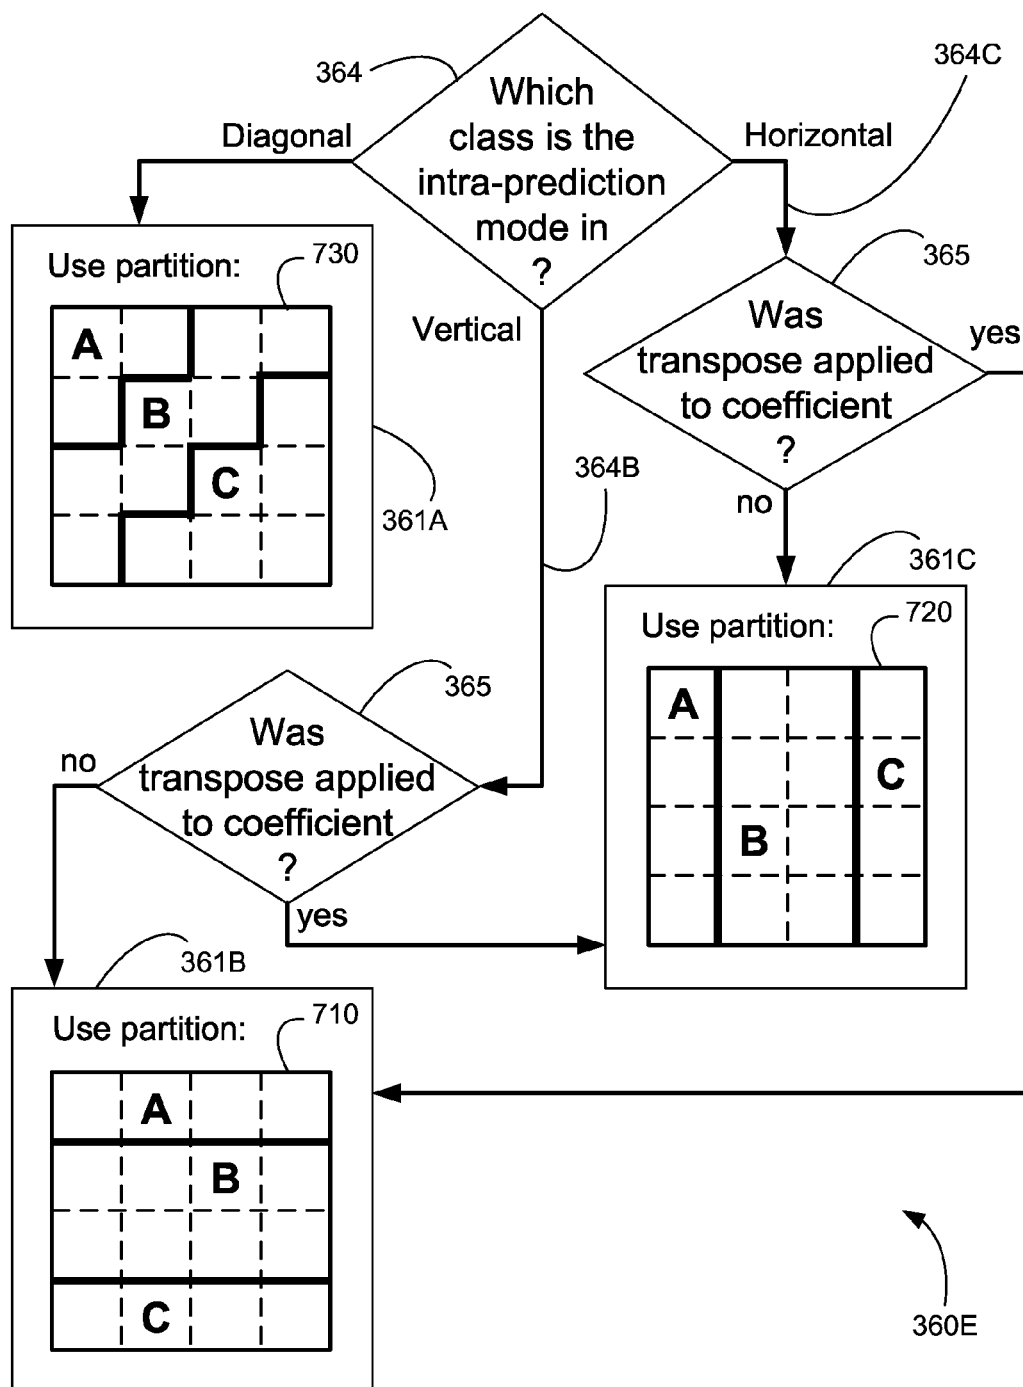 364
364C
Which
class is the
intra-prediction
mode in
?
Diagonal
Horizontal
Use partition:
730
A
B
C
361A
Vertical
365
Was
transpose applied
to coefficient
?
yes
no
364B
361C
Use partition:
720
A
C
B
365
Was
transpose applied
to coefficient
?
no
yes
361B
Use partition:
710
A
B
C
360E